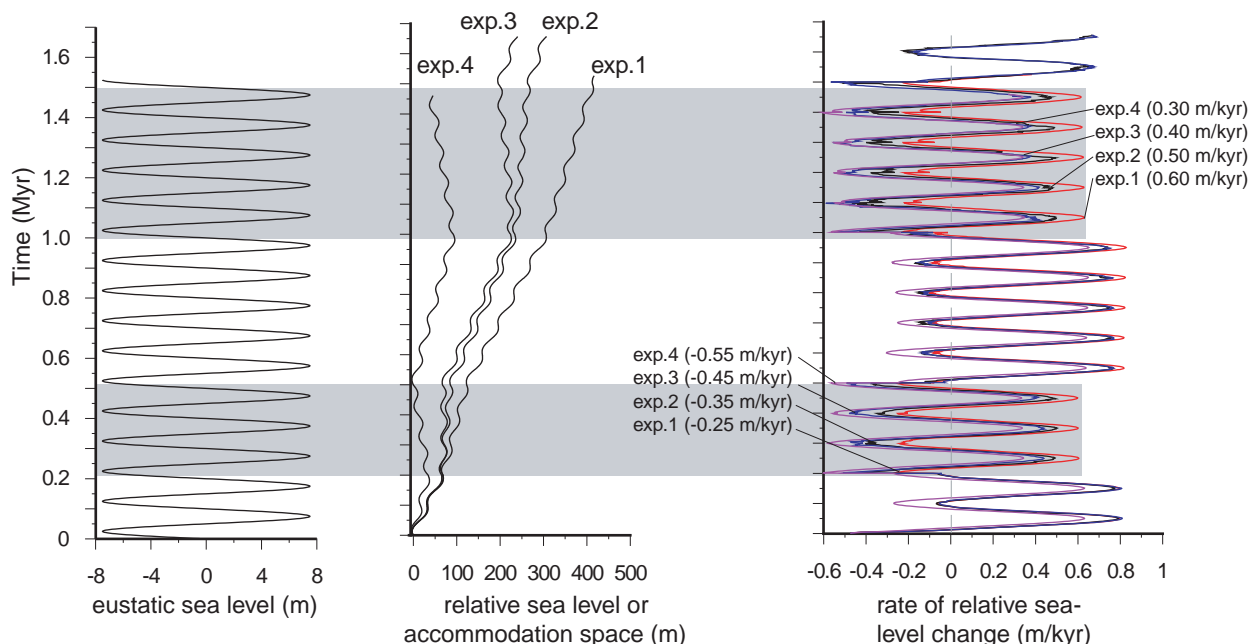 exp.3 exp.2
exp.4
exp.1
1.6
1.4
1.2
1.0
0.8
0.6
0.4
0.2
0
Time (Myr)
-8 -4 0 4 8
eustatic sea level (m)
0 100 200 300 400 500
relative sea level or
accommodation space (m)
exp.4 (0.30 m/kyr)
exp.3 (0.40 m/kyr)
exp.2 (0.50 m/kyr)
exp.1 (0.60 m/kyr)
exp.4 (-0.55 m/kyr)
exp.3 (-0.45 m/kyr)
exp.2 (-0.35 m/kyr)
exp.1 (-0.25 m/kyr)
-0.6 -0.4 -0.2 0 0.2 0.4 0.6 0.8 1
rate of relative sea-
level change (m/kyr)